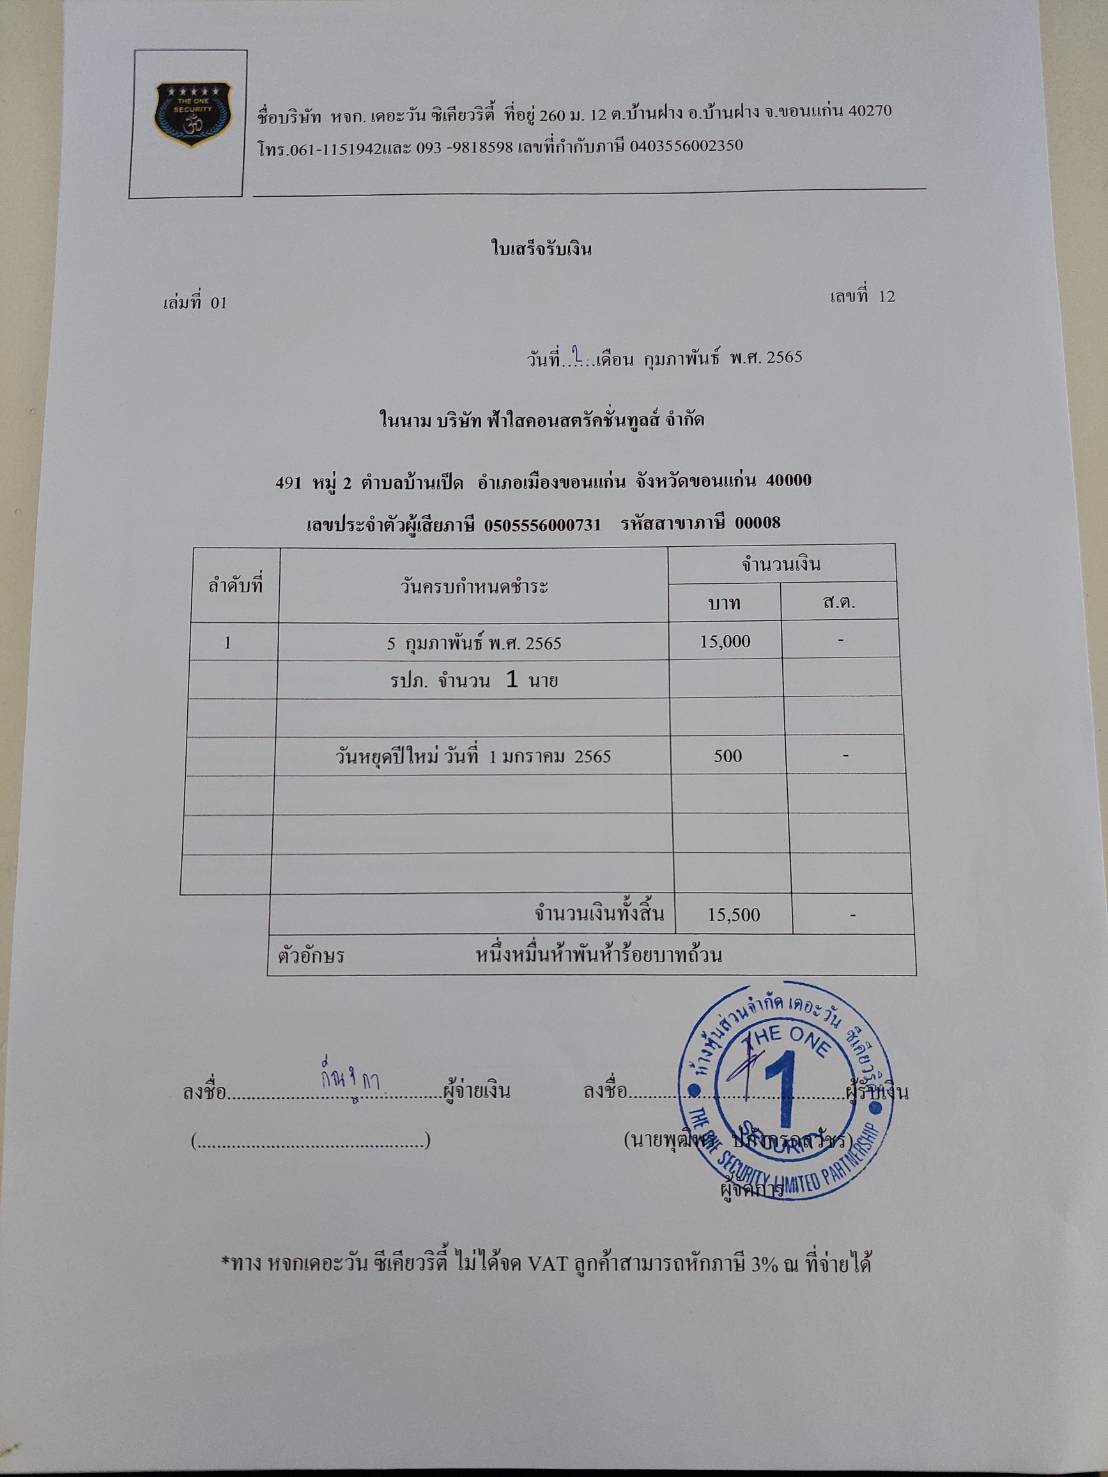 ★★★★★
THE ONE
SECURITY
ชื่อบริษัท หจก. เดอะวัน ซิเคียวริตี้ ที่อยู่ 260 ม. 12 ต.บ้านฝาง อ.บ้านฝาง จ.ขอนแก่น 40270
โทร.061-1151942และ 093 -9818598 เลขที่กำกับภาษี 0403556002350
ใบเสร็จรับเงิน
เล่มที่ 01 เลขที่ 12
วันที่...2...เดือน กุมภาพันธ์ พ.ศ. 2565
ในนาม บริษัท ฟ้าใสคอนสตรัคชั่นทูลส์ จำกัด
491 หมู่ 2 ตำบลบ้านเป็ด อำเภอเมืองขอนแก่น จังหวัดขอนแก่น 40000
เลขประจำตัวผู้เสียภาษี 0505556000731 รหัสสาขาภาษี 00008
ลำดับที่ วันครบกำหนดชำระ จำนวนเงิน
บาท ส.ต.
1 5 กุมภาพันธ์ พ.ศ. 2565 15,000 -
รปภ. จำนวน 1 นาย
วันหยุดปีใหม่ วันที่ 1 มกราคม 2565 500 -
จำนวนเงินทั้งสิ้น 15,500 -
ตัวอักษร หนึ่งหมื่นห้าพันห้าร้อยบาทถ้วน
ห้างหุ้นส่วนจำกัด เดอะวัน ซีเคียวริตี้
THE ONE
1
SECURITY
THE ONE SECURITY LIMITED PARTNERSHIP
ลงชื่อ..........ผู้จ่ายเงิน ลงชื่อ..........ผู้รับเงิน
(..........) (นายพุฒิพร
ผู้จัดการ
*ทาง หจกเดอะวัน ซีเคียวริตี้ ไม่ได้จด VAT ลูกค้าสามารถหักภาษี 3% ณ ที่จ่ายได้